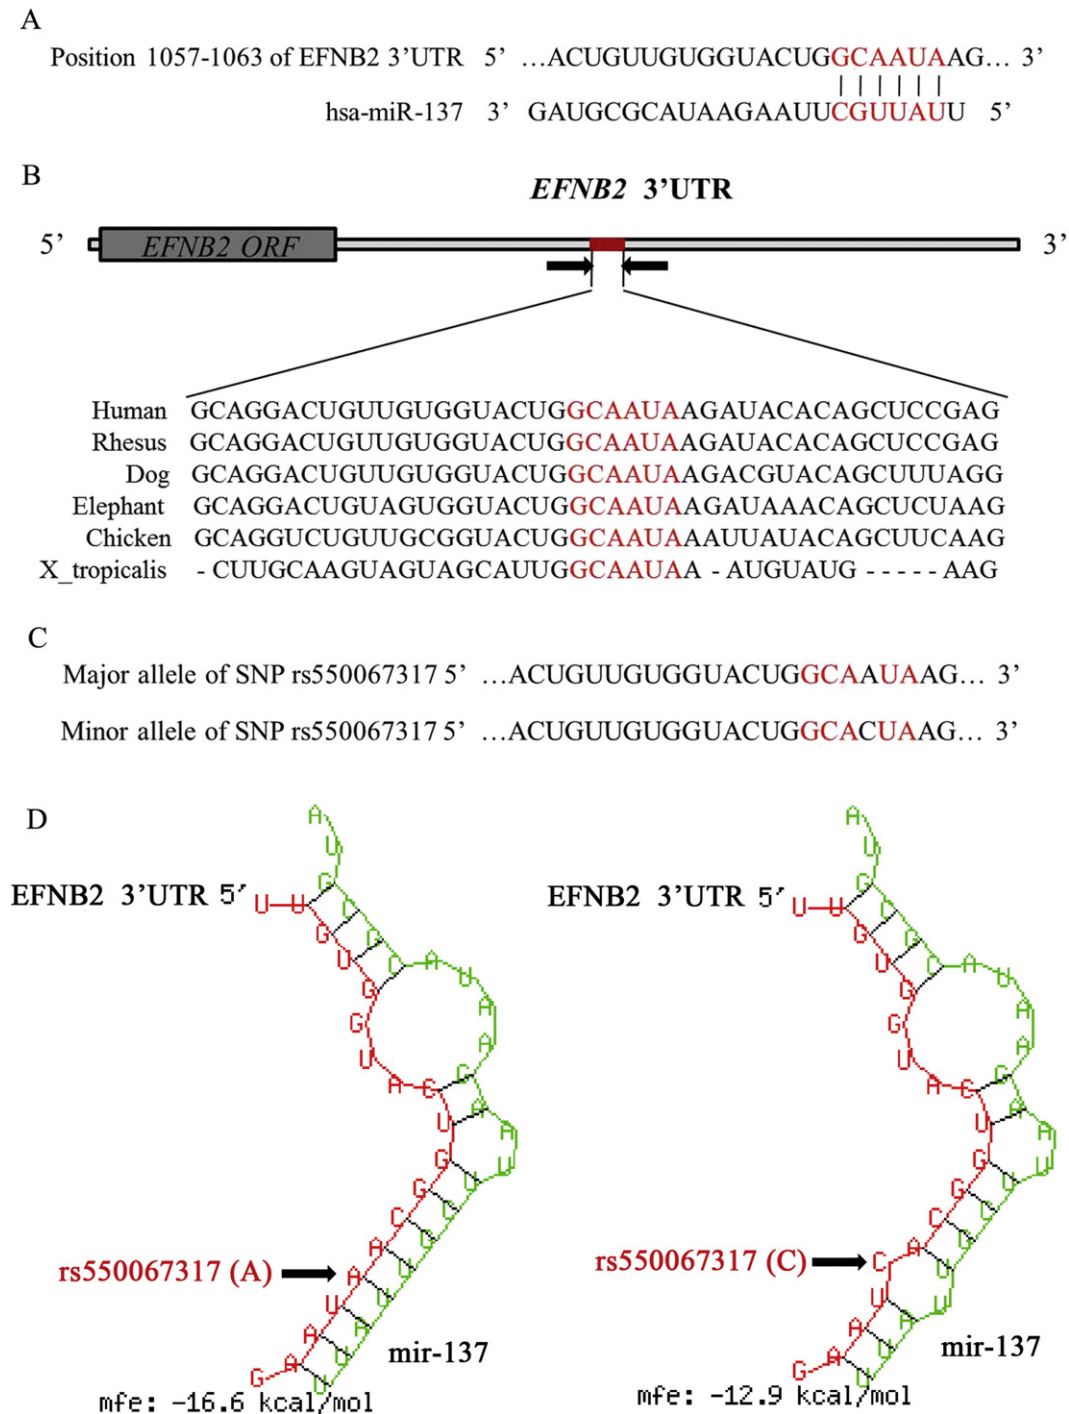 A
Position 1057-1063 of EFNB2 3’UTR 5’ …ACUGUUGUGGUACUGGCAAUAAG… 3’
hsa-miR-137 3’ GAUGCGCAUAAGAAUUCGUUAUU 5’
B
EFNB2 3’UTR
5’ EFNB2 ORF 3’
Human GCAGGACUGUUGUGGUACUGGCAAUAAGAUACACAGCUCCGAG
Rhesus GCAGGACUGUUGUGGUACUGGCAAUAAGAUACACAGCUCCGAG
Dog GCAGGACUGUUGUGGUACUGGCAAUAAGACGUACAGCUUUAGG
Elephant GCAGGACUGUAGUGGUACUGGCAAUAAGAUAAACAGCUCUAAG
Chicken GCAGGUCUGUUGCGGUACUGGCAAUAAAUUAUACAGCUUCAAG
X_tropicalis - CUUGCAAGUAGUAGCAUUGGCAAUAA - AUGUAUG - - - - - AAG
C
Major allele of SNP rs550067317 5’ …ACUGUUGUGGUACUGGCAAUAAG… 3’
Minor allele of SNP rs550067317 5’ …ACUGUUGUGGUACUGGCACUAAG… 3’
D
EFNB2 3’UTR 5’
rs550067317 (A)
mir-137
mfe: -16.6 kcal/mol
EFNB2 3’UTR 5’
rs550067317 (C)
mir-137
mfe: -12.9 kcal/mol